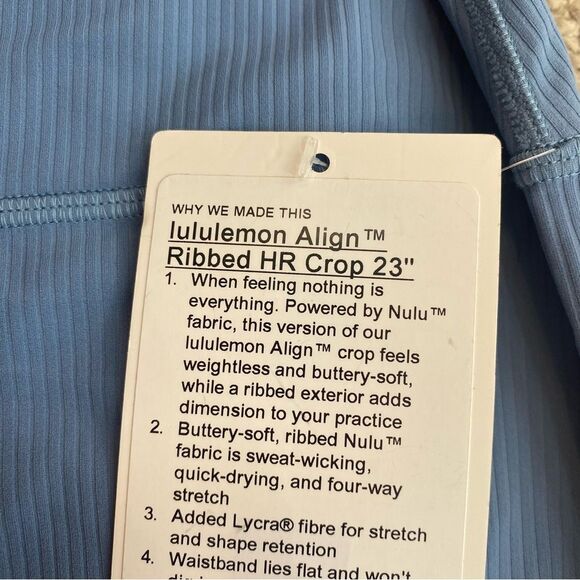 WHY WE MADE THIS
lululemon Align™
Ribbed HR Crop 23"
1. When feeling nothing is
everything. Powered by Nulu™
fabric, this version of our
lululemon Align™ crop feels
weightless and buttery-soft,
while a ribbed exterior adds
dimension to your practice
2. Buttery-soft, ribbed Nulu™
fabric is sweat-wicking,
quick-drying, and four-way
stretch
3. Added Lycra® fibre for stretch
and shape retention
4. Waistband lies flat and won't